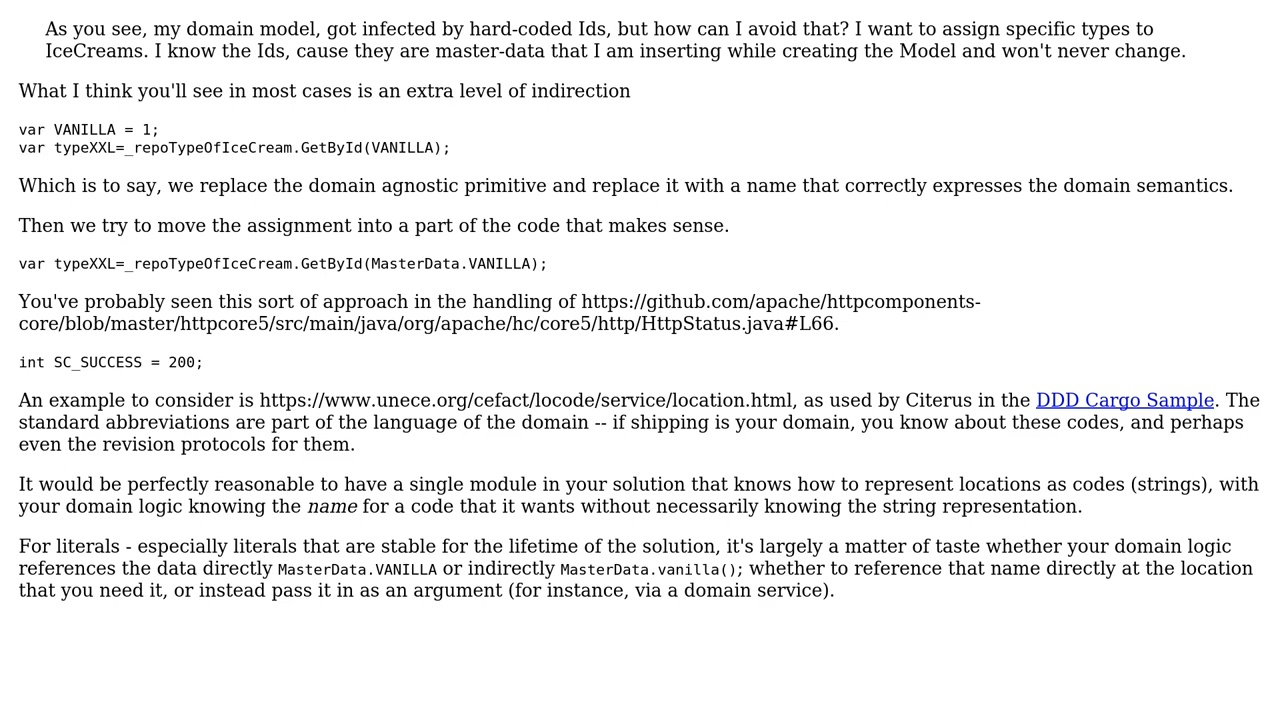 As you see, my domain model, got infected by hard-coded Ids, but how can I avoid that? I want to assign specific types to
IceCreams. I know the Ids, cause they are master-data that I am inserting while creating the Model and won't never change.
What I think you'll see in most cases is an extra level of indirection
var VANILLA = 1;
var typeXXL=_repoTypeOfIceCream.GetById(VANILLA);
Which is to say, we replace the domain agnostic primitive and replace it with a name that correctly expresses the domain semantics.
Then we try to move the assignment into a part of the code that makes sense.
var typeXXL=_repoTypeOfIceCream.GetById(MasterData.VANILLA);
You've probably seen this sort of approach in the handling of https://github.com/apache/httpcomponents-
core/blob/master/httpcore5/src/main/java/org/apache/hc/core5/http/HttpStatus.java#L66.
int SC_SUCCESS = 200;
An example to consider is https://www.unece.org/cefact/locode/service/location.html, as used by Citerus in the DDD Cargo Sample. The
standard abbreviations are part of the language of the domain -- if shipping is your domain, you know about these codes, and perhaps
even the revision protocols for them.
It would be perfectly reasonable to have a single module in your solution that knows how to represent locations as codes (strings), with
your domain logic knowing the name for a code that it wants without necessarily knowing the string representation.
For literals - especially literals that are stable for the lifetime of the solution, it's largely a matter of taste whether your domain logic
references the data directly MasterData.VANILLA or indirectly MasterData.vanilla(); whether to reference that name directly at the location
that you need it, or instead pass it in as an argument (for instance, via a domain service).